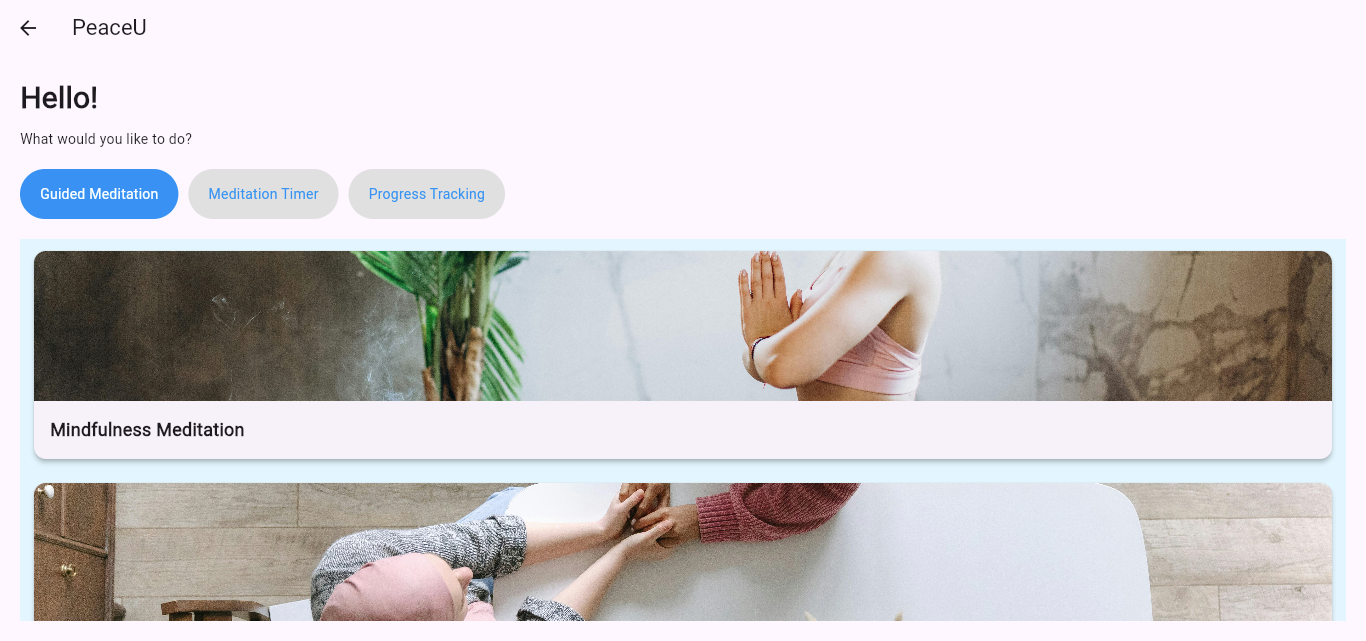 PeaceU
Hello!
What would you like to do?
Guided Meditation
Meditation Timer
Progress Tracking
Mindfulness Meditation